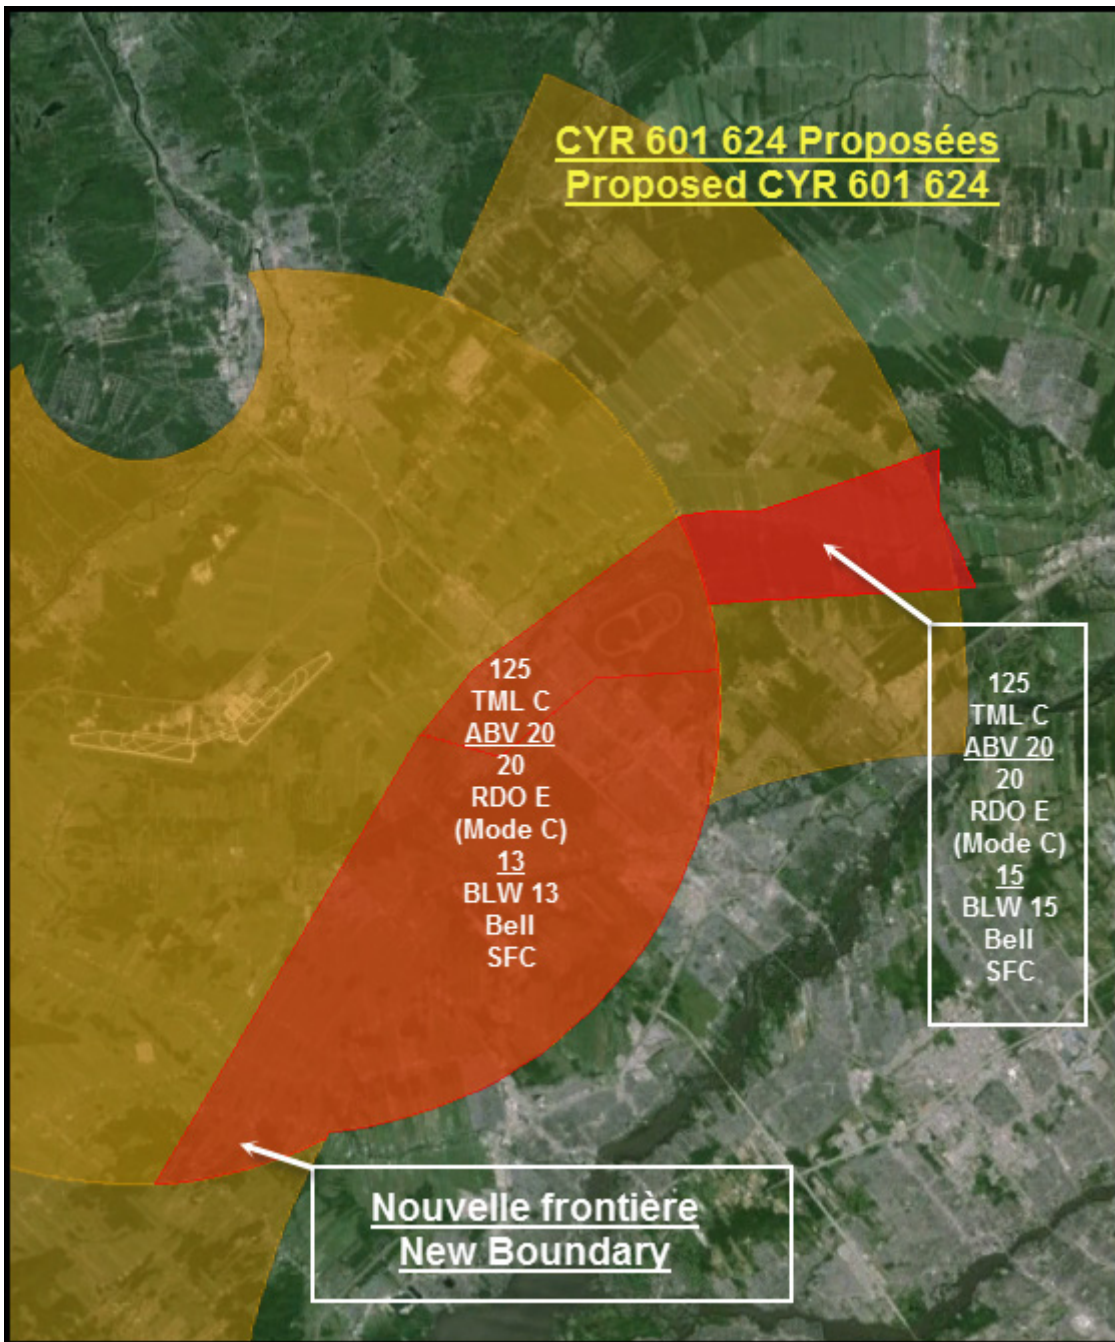 CYR 601 624 Proposées
Proposed CYR 601 624
125
TML C
ABV 20
20
RDO E
(Mode C)
13
BLW 13
Bell
SFC
125
TML C
ABV 20
20
RDO E
(Mode C)
15
BLW 15
Bell
SFC
Nouvelle frontière
New Boundary